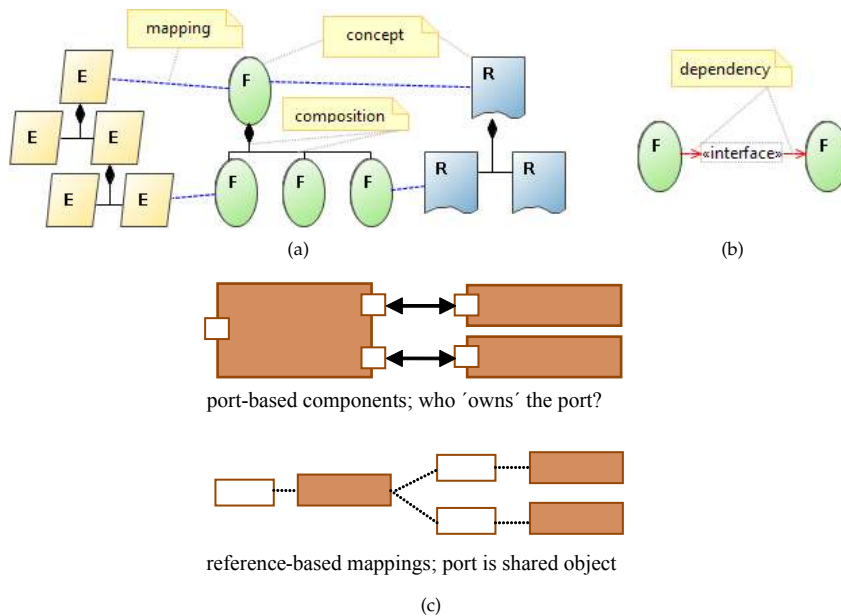 mapping
concept
E
F
R
composition
E
E
E
E
F
F
F
R
R
(a)
dependency
F
«interface»
F
(b)
port-based components; who ´owns´ the port?
reference-based mappings; port is shared object
(c)